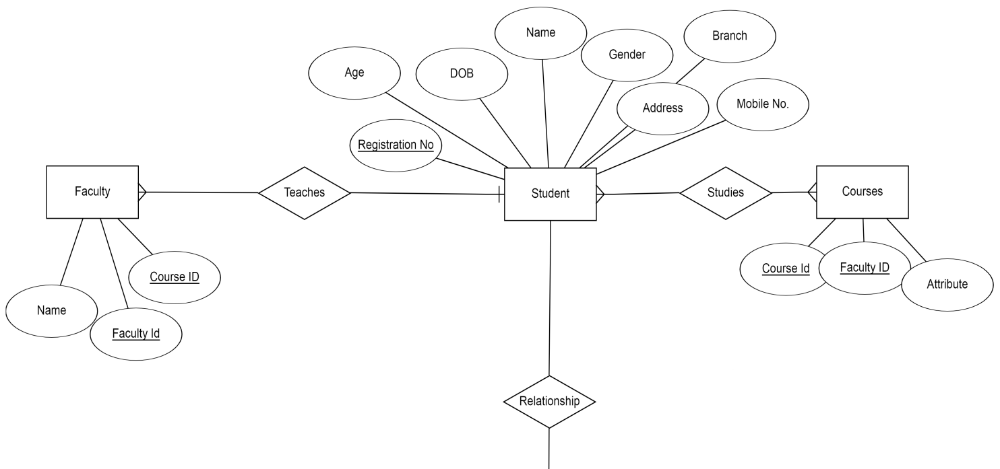 Name
Branch
Gender
Age
DOB
Mobile No.
Address
Registration No
Faculty
Teaches
Student
Studies
Courses
Course ID
Name
Faculty Id
Course Id
Faculty ID
Attribute
Relationship